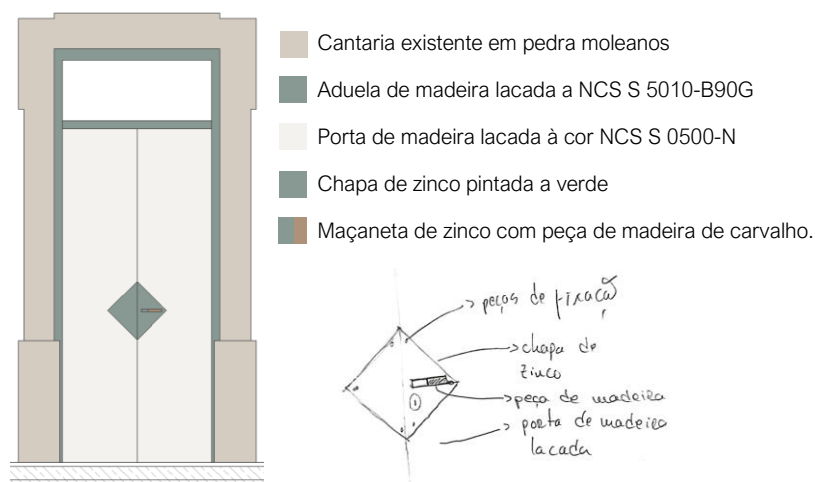 Cantaria existente em pedra moleanos
Aduela de madeira lacada a NCS S 5010-B90G
Porta de madeira lacada à cor NCS S 0500-N
Chapa de zinco pintada a verde
Maçaneta de zinco com peça de madeira de carvalho.
peças de fixação
chapa de
zinco
peça de madeira
porta de madeira
lacada